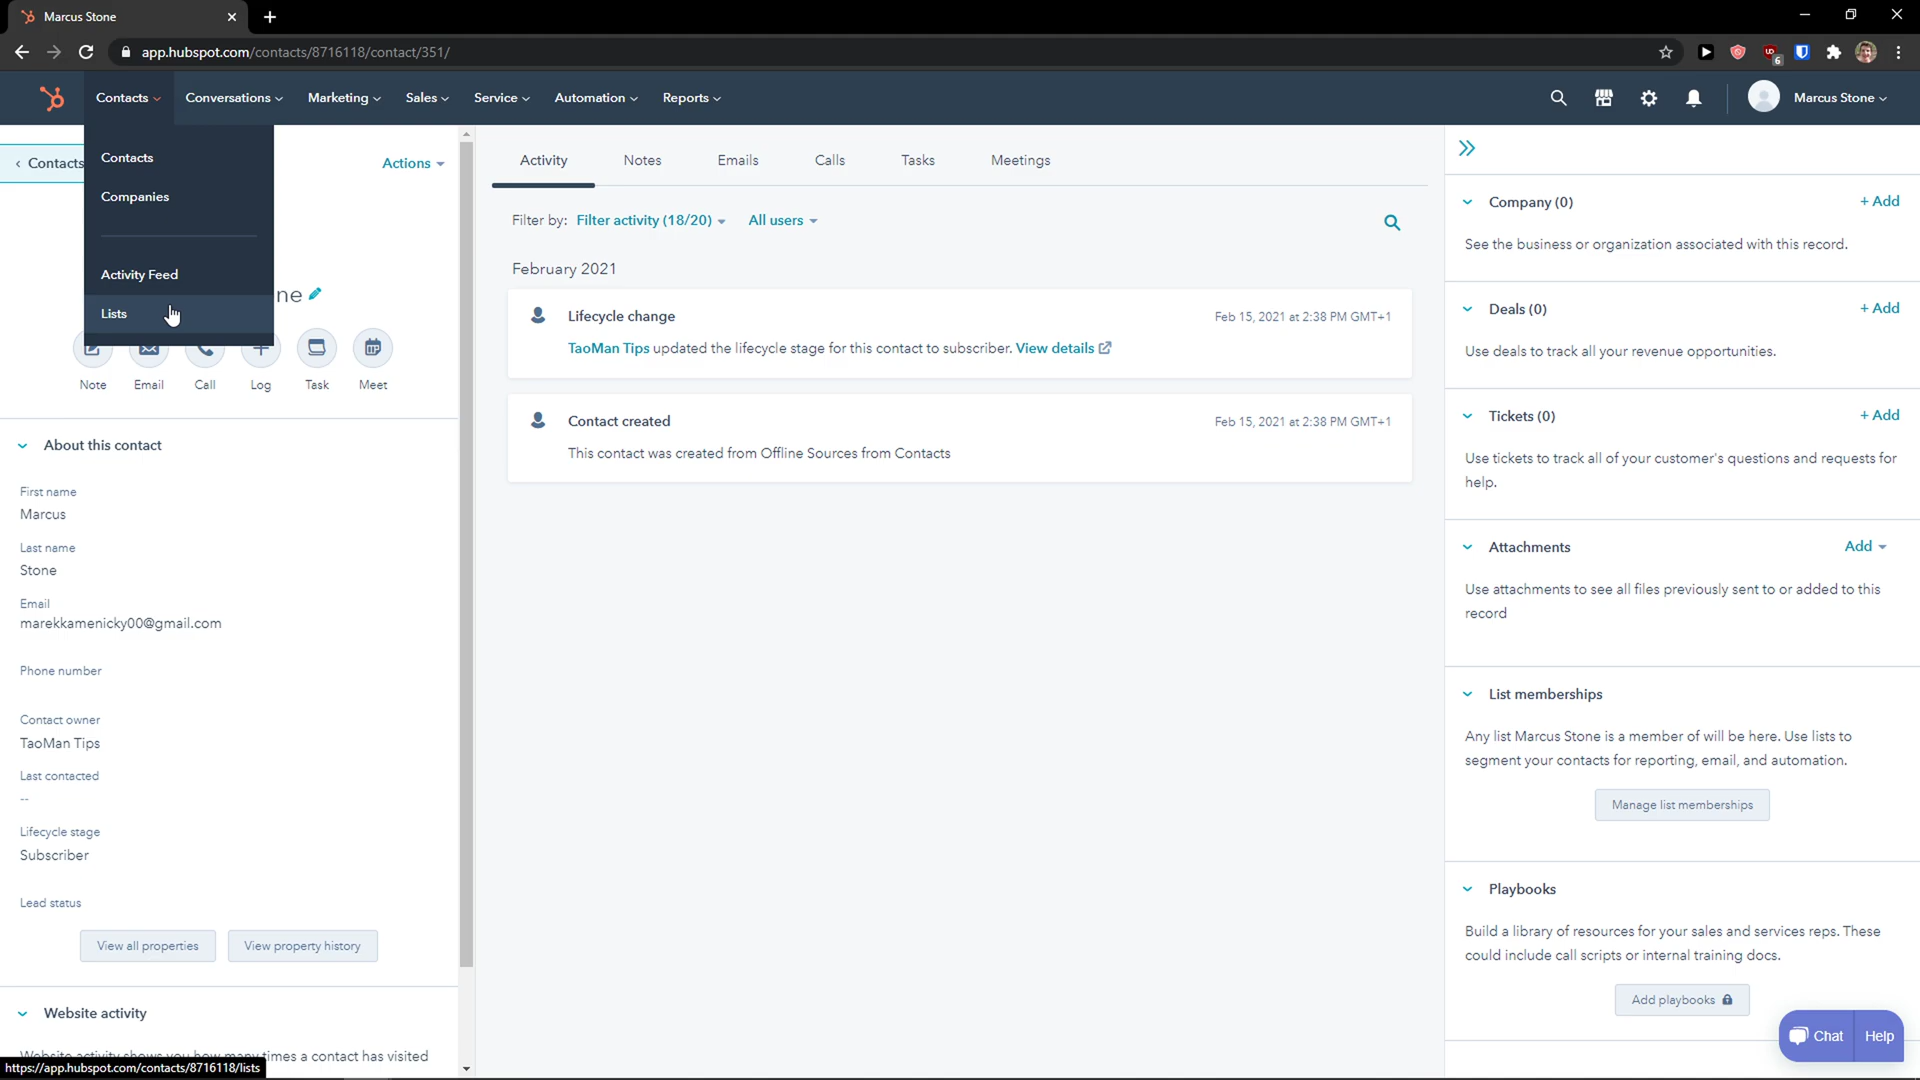 Marcus Stone
app.hubspot.com/contacts/8716118/contact/351/
6
Contacts
Conversations
Marketing
Sales
Service
Automation
Reports
Marcus Stone
Contacts
Actions
Contacts
Companies
Activity Feed
Lists
ne
Note
Email
Call
Log
Task
Meet
About this contact
First name
Marcus
Last name
Stone
Email
marekkamenicky00@gmail.com
Phone number
Contact owner
TaoMan Tips
Last contacted
--
Lifecycle stage
Subscriber
Lead status
View all properties
View property history
Website activity
Website activity shows you how many times a contact has visited
https://app.hubspot.com/contacts/8716118/lists
Activity
Notes
Emails
Calls
Tasks
Meetings
Filter by: Filter activity (18/20) All users
February 2021
Lifecycle change
Feb 15, 2021 at 2:38 PM GMT+1
TaoMan Tips updated the lifecycle stage for this contact to subscriber. View details
Contact created
Feb 15, 2021 at 2:38 PM GMT+1
This contact was created from Offline Sources from Contacts
Company (0)
+ Add
See the business or organization associated with this record.
Deals (0)
+ Add
Use deals to track all your revenue opportunities.
Tickets (0)
+ Add
Use tickets to track all of your customer's questions and requests for
help.
Attachments
Add
Use attachments to see all files previously sent to or added to this
record
List memberships
Any list Marcus Stone is a member of will be here. Use lists to
segment your contacts for reporting, email, and automation.
Manage list memberships
Playbooks
Build a library of resources for your sales and services reps. These
could include call scripts or internal training docs.
Add playbooks
Chat
Help